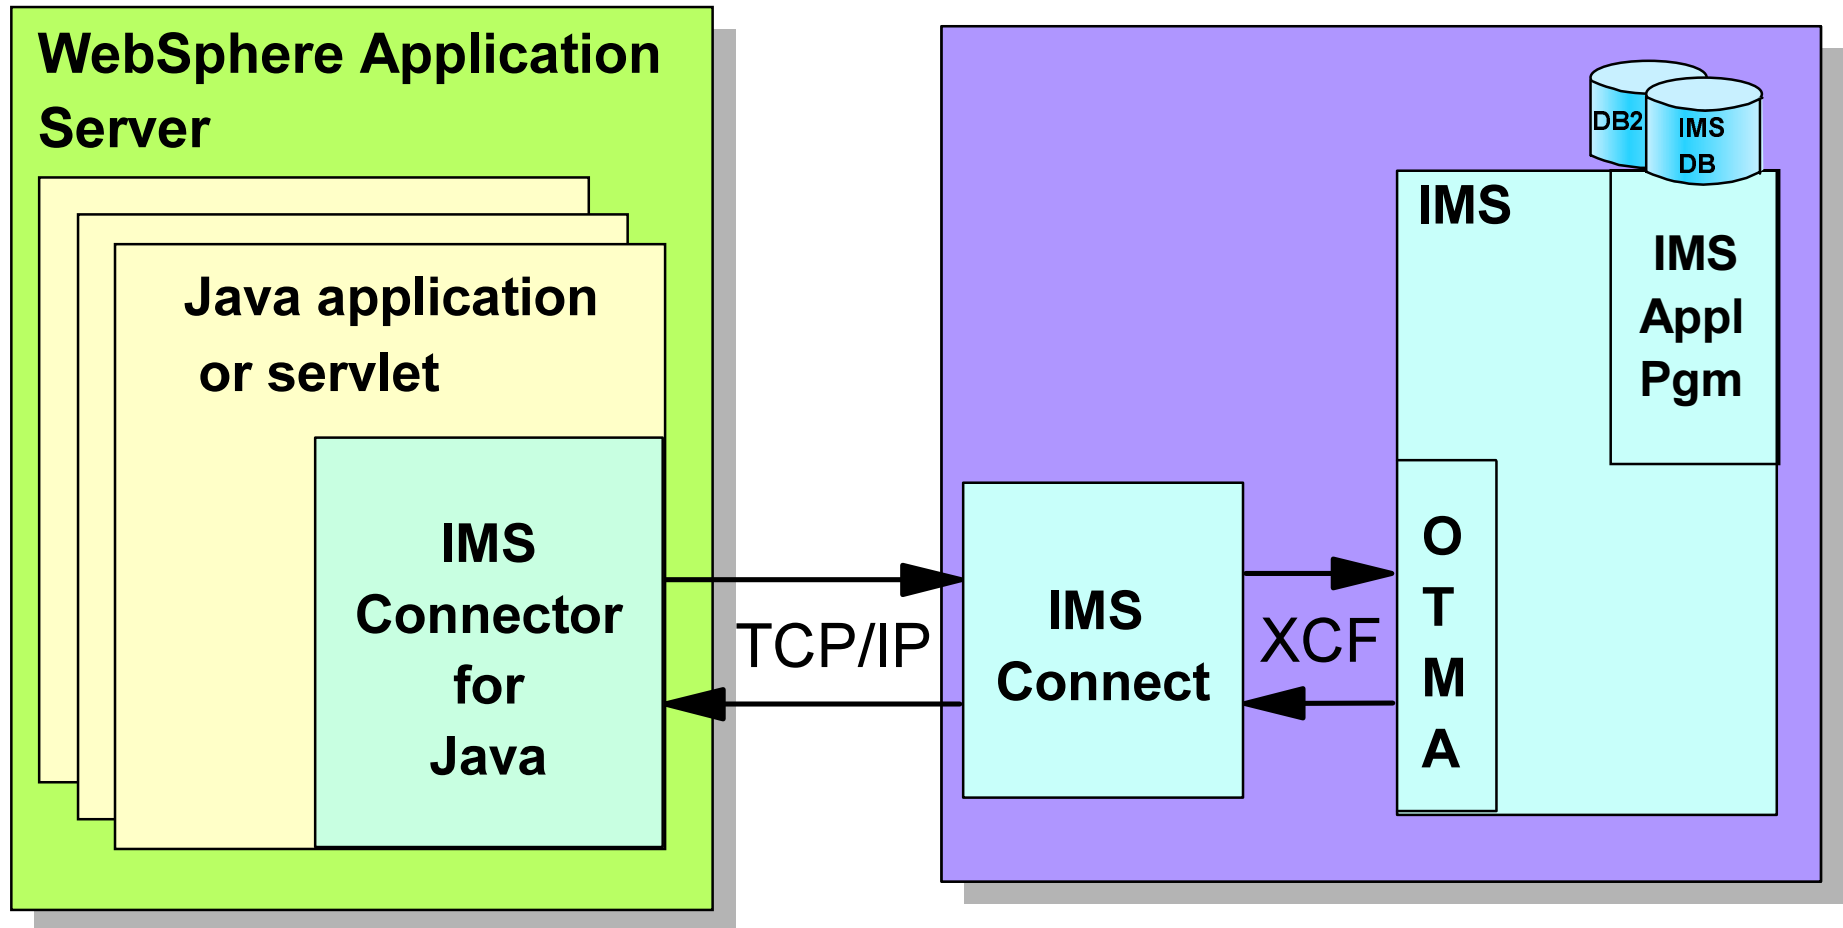 WebSphere Application
Server
Java application
or servlet
IMS
Connector
for
Java
TCP/IP
IMS
Connect
XCF
IMS
O
T
M
A
DB2
IMS
DB
IMS
Appl
Pgm